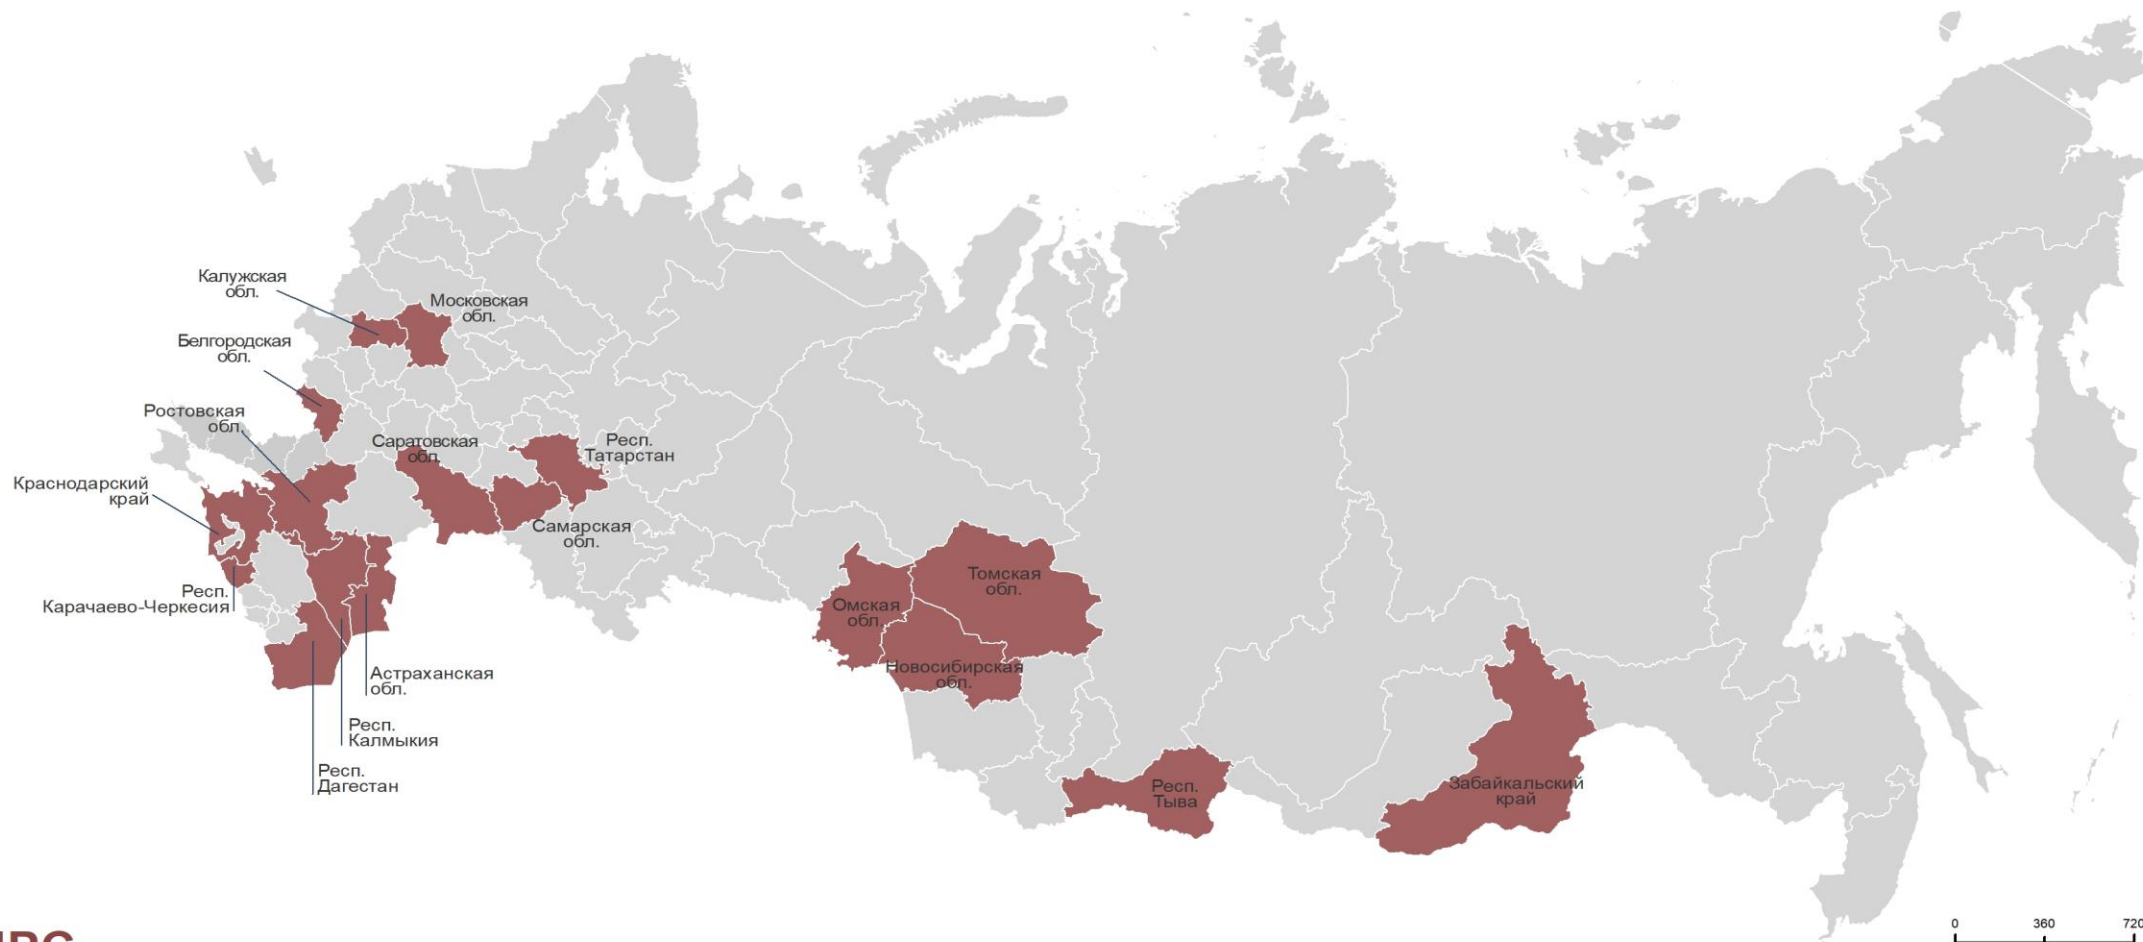 Калужская
обл.
Московская
обл.
Белгородская
обл.
Ростовская
обл.
Саратовская
обл.
Респ.
Татарстан
Краснодарский
край
Самарская
обл.
Респ.
Карачаево-Черкесия
Томская
обл.
Омская
обл.
Новосибирская
обл.
Астраханская
обл.
Респ.
Калмыкия
Респ.
Дагестан
Респ.
Тыва
Забайкальский
край
0 360 720